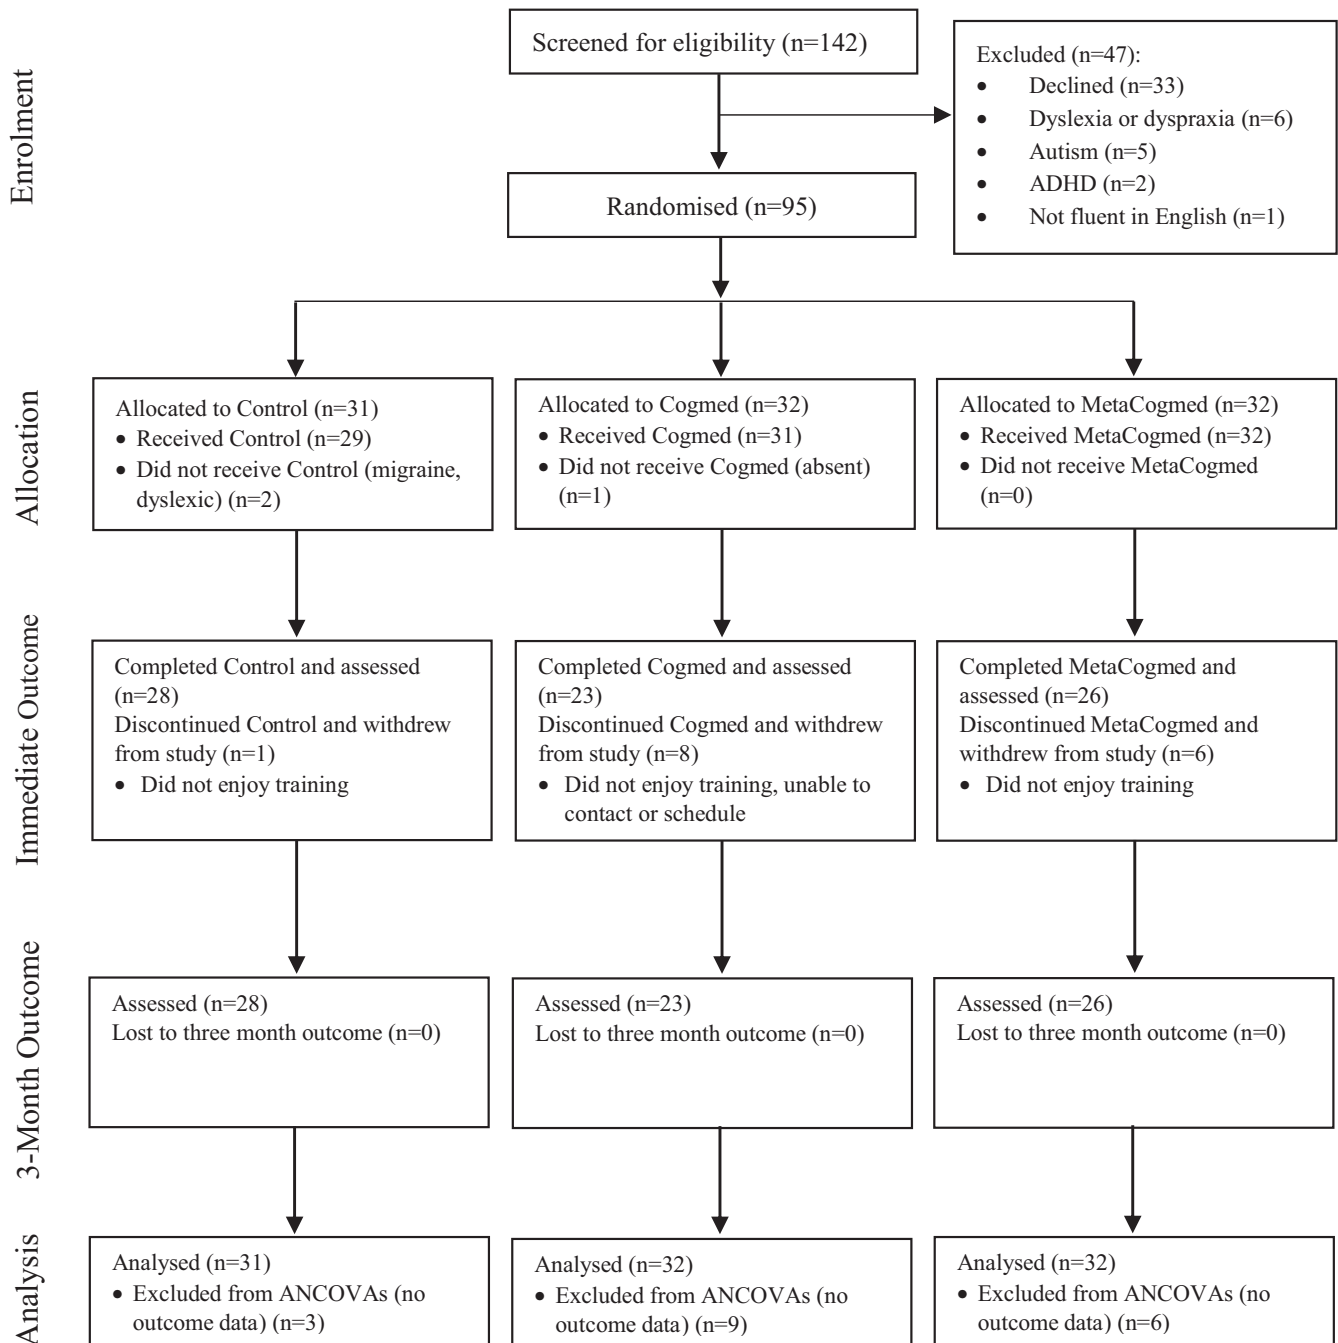 Enrolment
Screened for eligibility (n=142)
Excluded (n=47):
• Declined (n=33)
• Dyslexia or dyspraxia (n=6)
• Autism (n=5)
• ADHD (n=2)
• Not fluent in English (n=1)
Randomised (n=95)
Allocation
Allocated to Control (n=31)
• Received Control (n=29)
• Did not receive Control (migraine,
dyslexic) (n=2)
Allocated to Cogmed (n=32)
• Received Cogmed (n=31)
• Did not receive Cogmed (absent)
(n=1)
Allocated to MetaCogmed (n=32)
• Received MetaCogmed (n=32)
• Did not receive MetaCogmed
(n=0)
Immediate Outcome
Completed Control and assessed
(n=28)
Discontinued Control and withdrew
from study (n=1)
• Did not enjoy training
Completed Cogmed and assessed
(n=23)
Discontinued Cogmed and withdrew
from study (n=8)
• Did not enjoy training, unable to
contact or schedule
Completed MetaCogmed and
assessed (n=26)
Discontinued MetaCogmed and
withdrew from study (n=6)
• Did not enjoy training
3-Month Outcome
Assessed (n=28)
Lost to three month outcome (n=0)
Assessed (n=23)
Lost to three month outcome (n=0)
Assessed (n=26)
Lost to three month outcome (n=0)
Analysis
Analysed (n=31)
• Excluded from ANCOVAs (no
outcome data) (n=3)
Analysed (n=32)
• Excluded from ANCOVAs (no
outcome data) (n=9)
Analysed (n=32)
• Excluded from ANCOVAs (no
outcome data) (n=6)